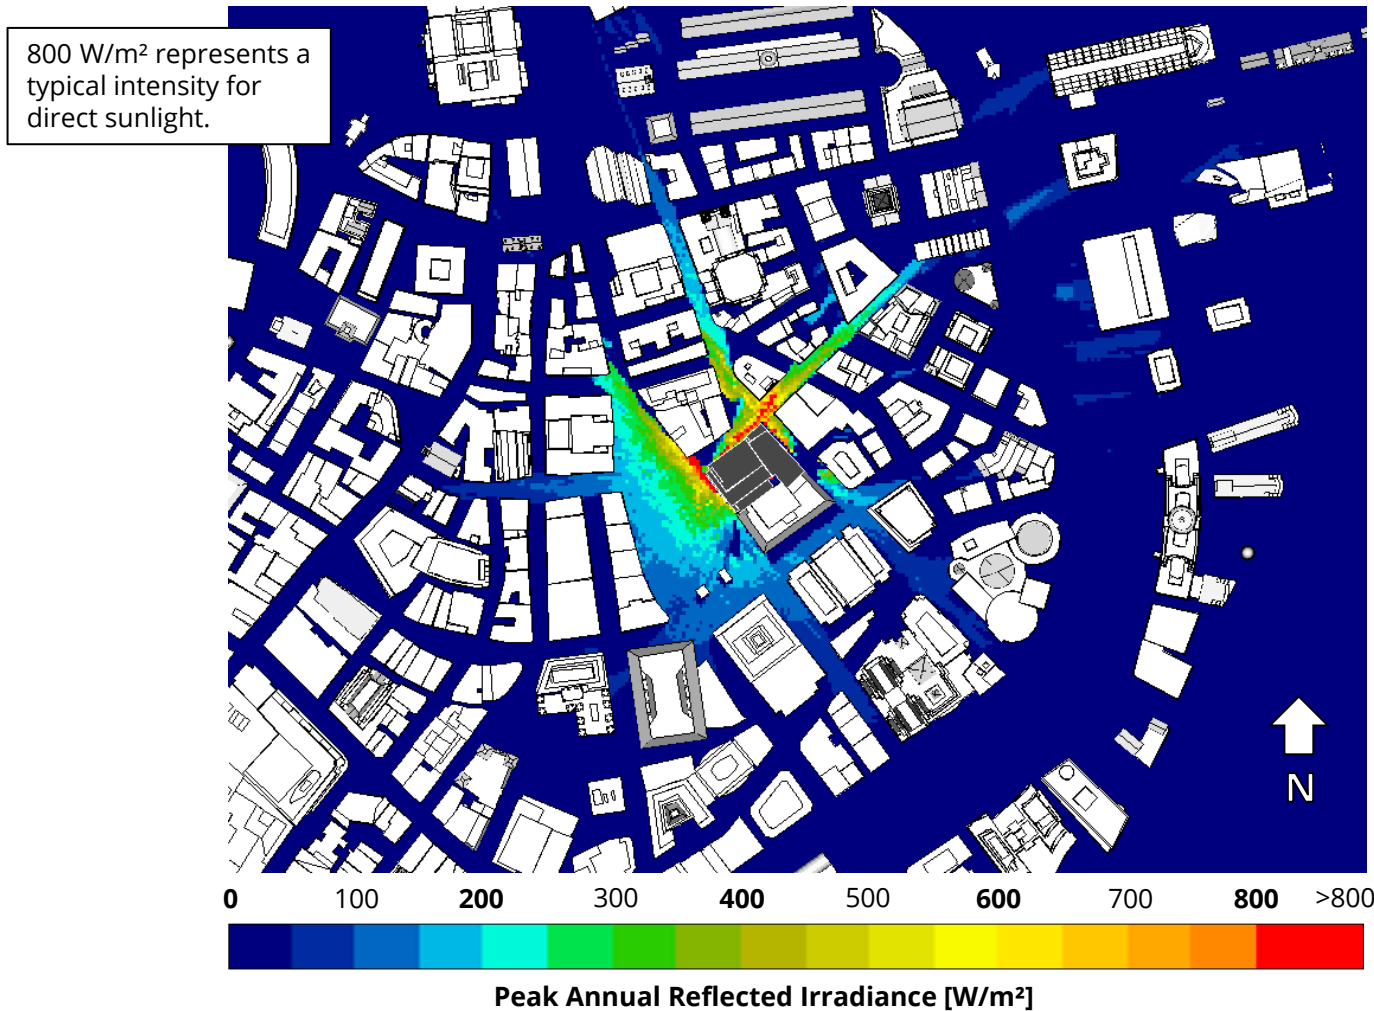 800 W/m² represents a
typical intensity for
direct sunlight.
N
0 100 200 300 400 500 600 700 800 >800
Peak Annual Reflected Irradiance [W/m²]